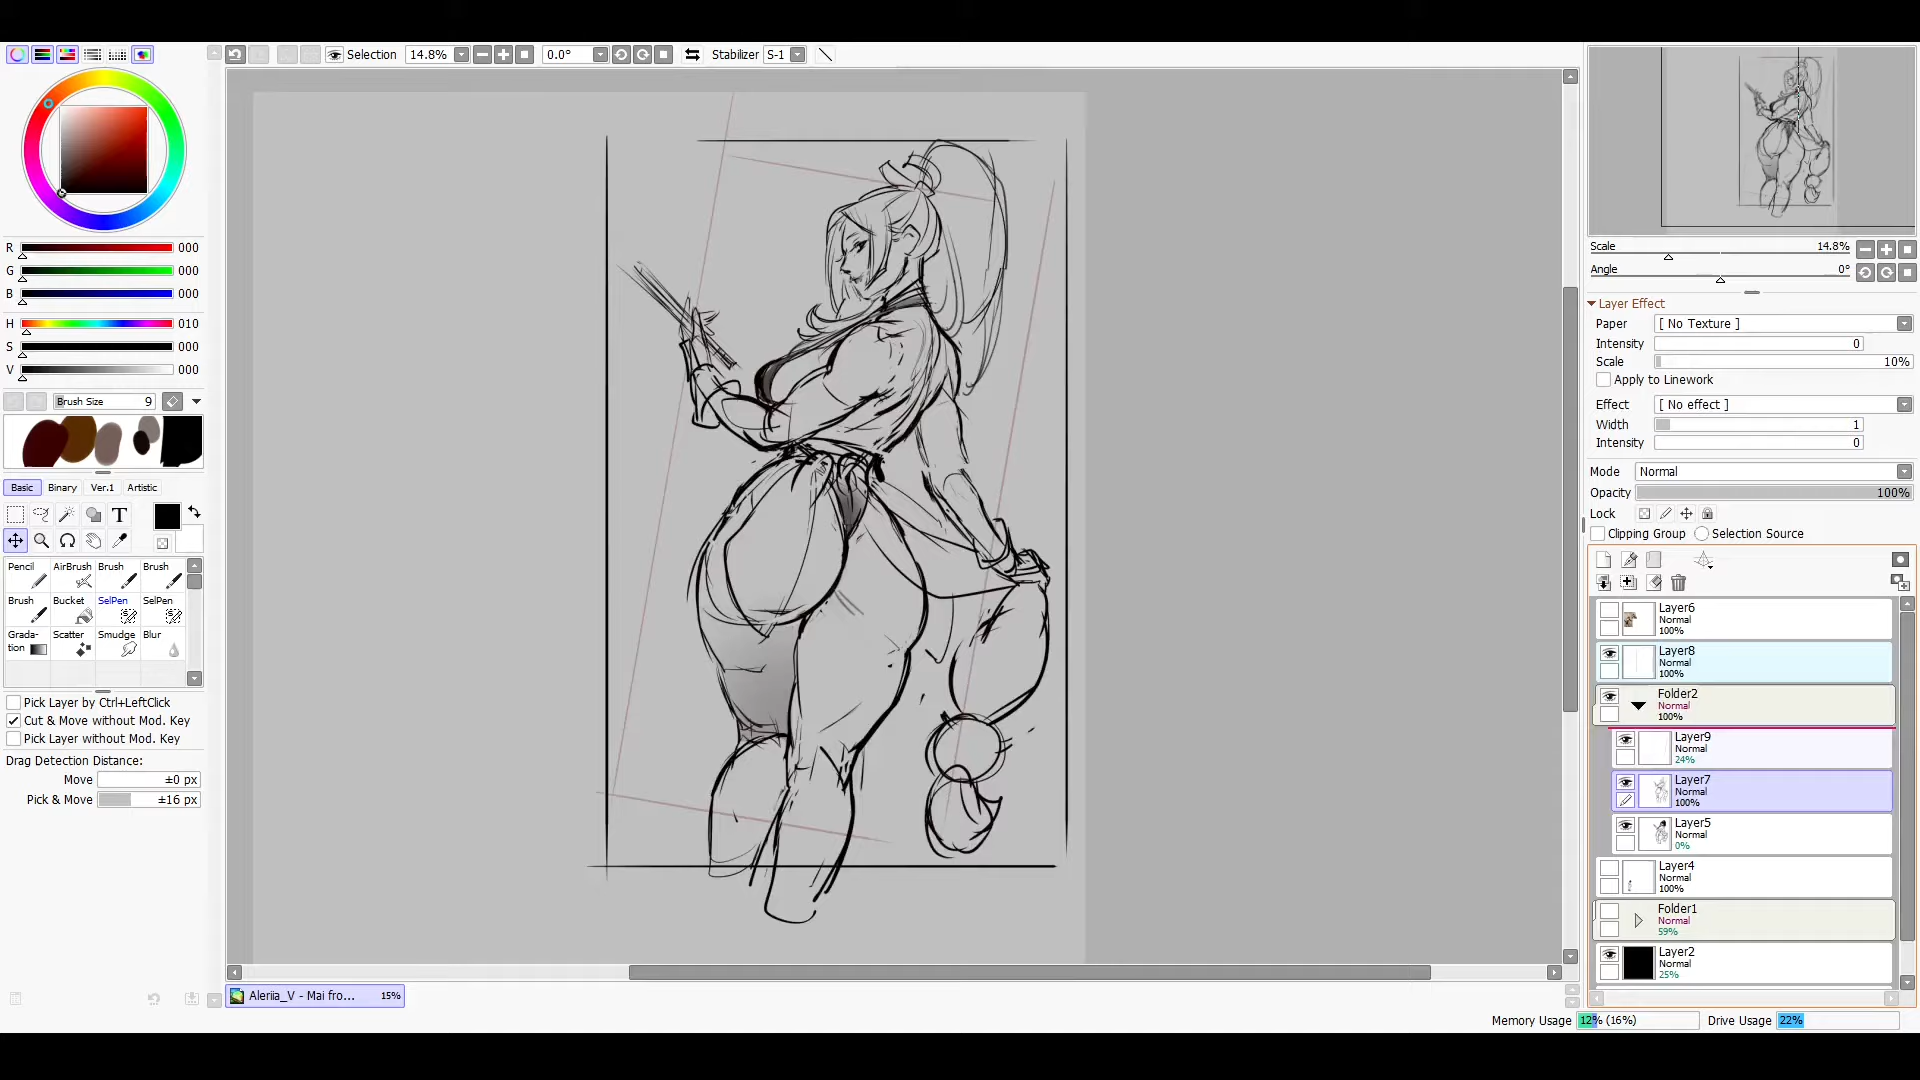 Selection 14.8% 0.0° Stabilizer S-1
R 000
G 000
B 000
H 010
S 000
V 000
Brush Size 9
Basic Binary Ver.1 Artistic
T
Pencil AirBrush Brush Brush
Brush Bucket SelPen SelPen
Grada-tion Scatter Smudge Blur
Pick Layer by Ctrl+LeftClick
Cut & Move without Mod. Key
Pick Layer without Mod. Key
Drag Detection Distance:
Move ±0 px
Pick & Move ±16 px
Aleriia_V - Mai fro... 15%
Scale 14.8%
Angle 0°
Layer Effect
Paper [ No Texture ]
Intensity 0
Scale 10%
Apply to Linework
Effect [ No effect ]
Width 1
Intensity 0
Mode Normal
Opacity 100%
Lock
Clipping Group Selection Source
Layer6
Normal
100%
Layer8
Normal
100%
Folder2
Normal
100%
Layer9
Normal
24%
Layer7
Normal
100%
Layer5
Normal
0%
Layer4
Normal
100%
Folder1
Normal
59%
Layer2
Normal
25%
Memory Usage 12% (16%) Drive Usage 22%